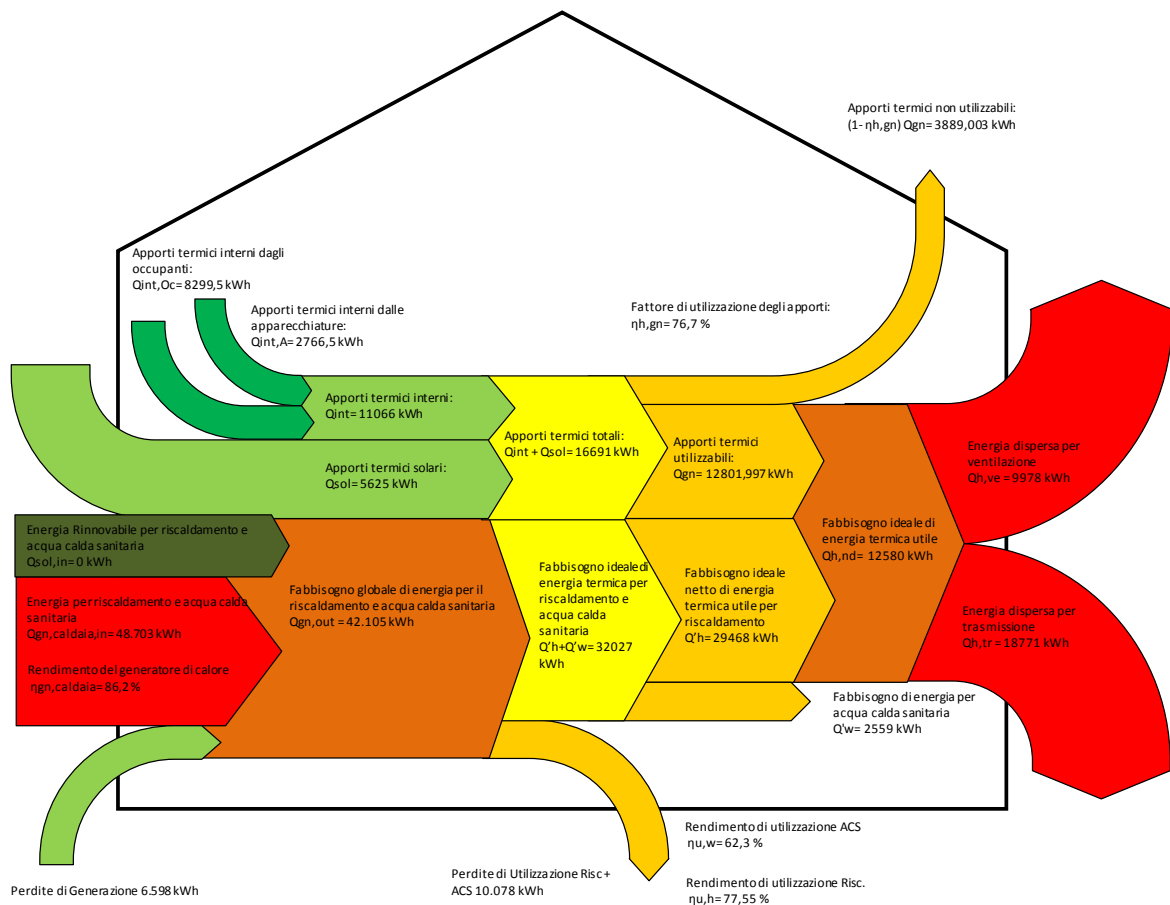 Apporti termici non utilizzabili:
(1- ηh,gn) Qgn= 3889,003 kWh
Apporti termici interni dagli
occupanti:
Qint,Oc= 8299,5 kWh
Apporti termici interni dalle
apparecchiature:
Qint,A= 2766,5 kWh
Fattore di utilizzazione degli apporti:
ηh,gn= 76,7 %
Apporti termici interni:
Qint= 11066 kWh
Apporti termici totali:
Qint + Qsol= 16691 kWh
Apporti termici
utilizzabili:
Qgn= 12801,997 kWh
Energia dispersa per
ventilazione
Qh,ve = 9978 kWh
Apporti termici solari:
Qsol= 5625 kWh
Energia Rinnovabile per riscaldamento e
acqua calda sanitaria
Qsol,in= 0 kWh
Fabbisogno ideale di
energia termica utile
Qh,nd= 12580 kWh
Energia per riscaldamento e acqua calda
sanitaria
Qgn,caldaia,in= 48.703 kWh
Rendimento del generatore di calore
ηgn,caldaia= 86,2 %
Fabbisogno globale di energia per il
riscaldamento e acqua calda sanitaria
Qgn,out = 42.105 kWh
Fabbisogno ideale di
energia termica per
riscaldamento e
acqua calda
sanitaria
Q'h+Q'w= 32027
kWh
Fabbisogno ideale
netto di energia
termica utile per
riscaldamento
Q'h= 29468 kWh
Energia dispersa per
trasmissione
Qh,tr = 18771 kWh
Fabbisogno di energia per
acqua calda sanitaria
Q'w= 2559 kWh
Perdite di Generazione 6.598 kWh
Perdite di Utilizzazione Risc +
ACS 10.078 kWh
Rendimento di utilizzazione ACS
ηu,w= 62,3 %
Rendimento di utilizzazione Risc.
ηu,h= 77,55 %